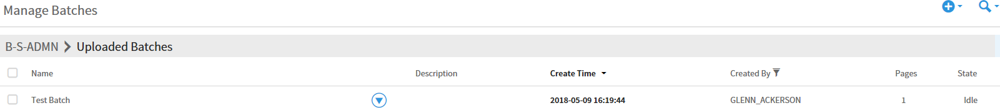 Manage Batches
B-S-ADMN Uploaded Batches
Name Description Create Time Created By Pages State
Test Batch 2018-05-09 16:19:44 GLENN_ACKERSON 1 Idle